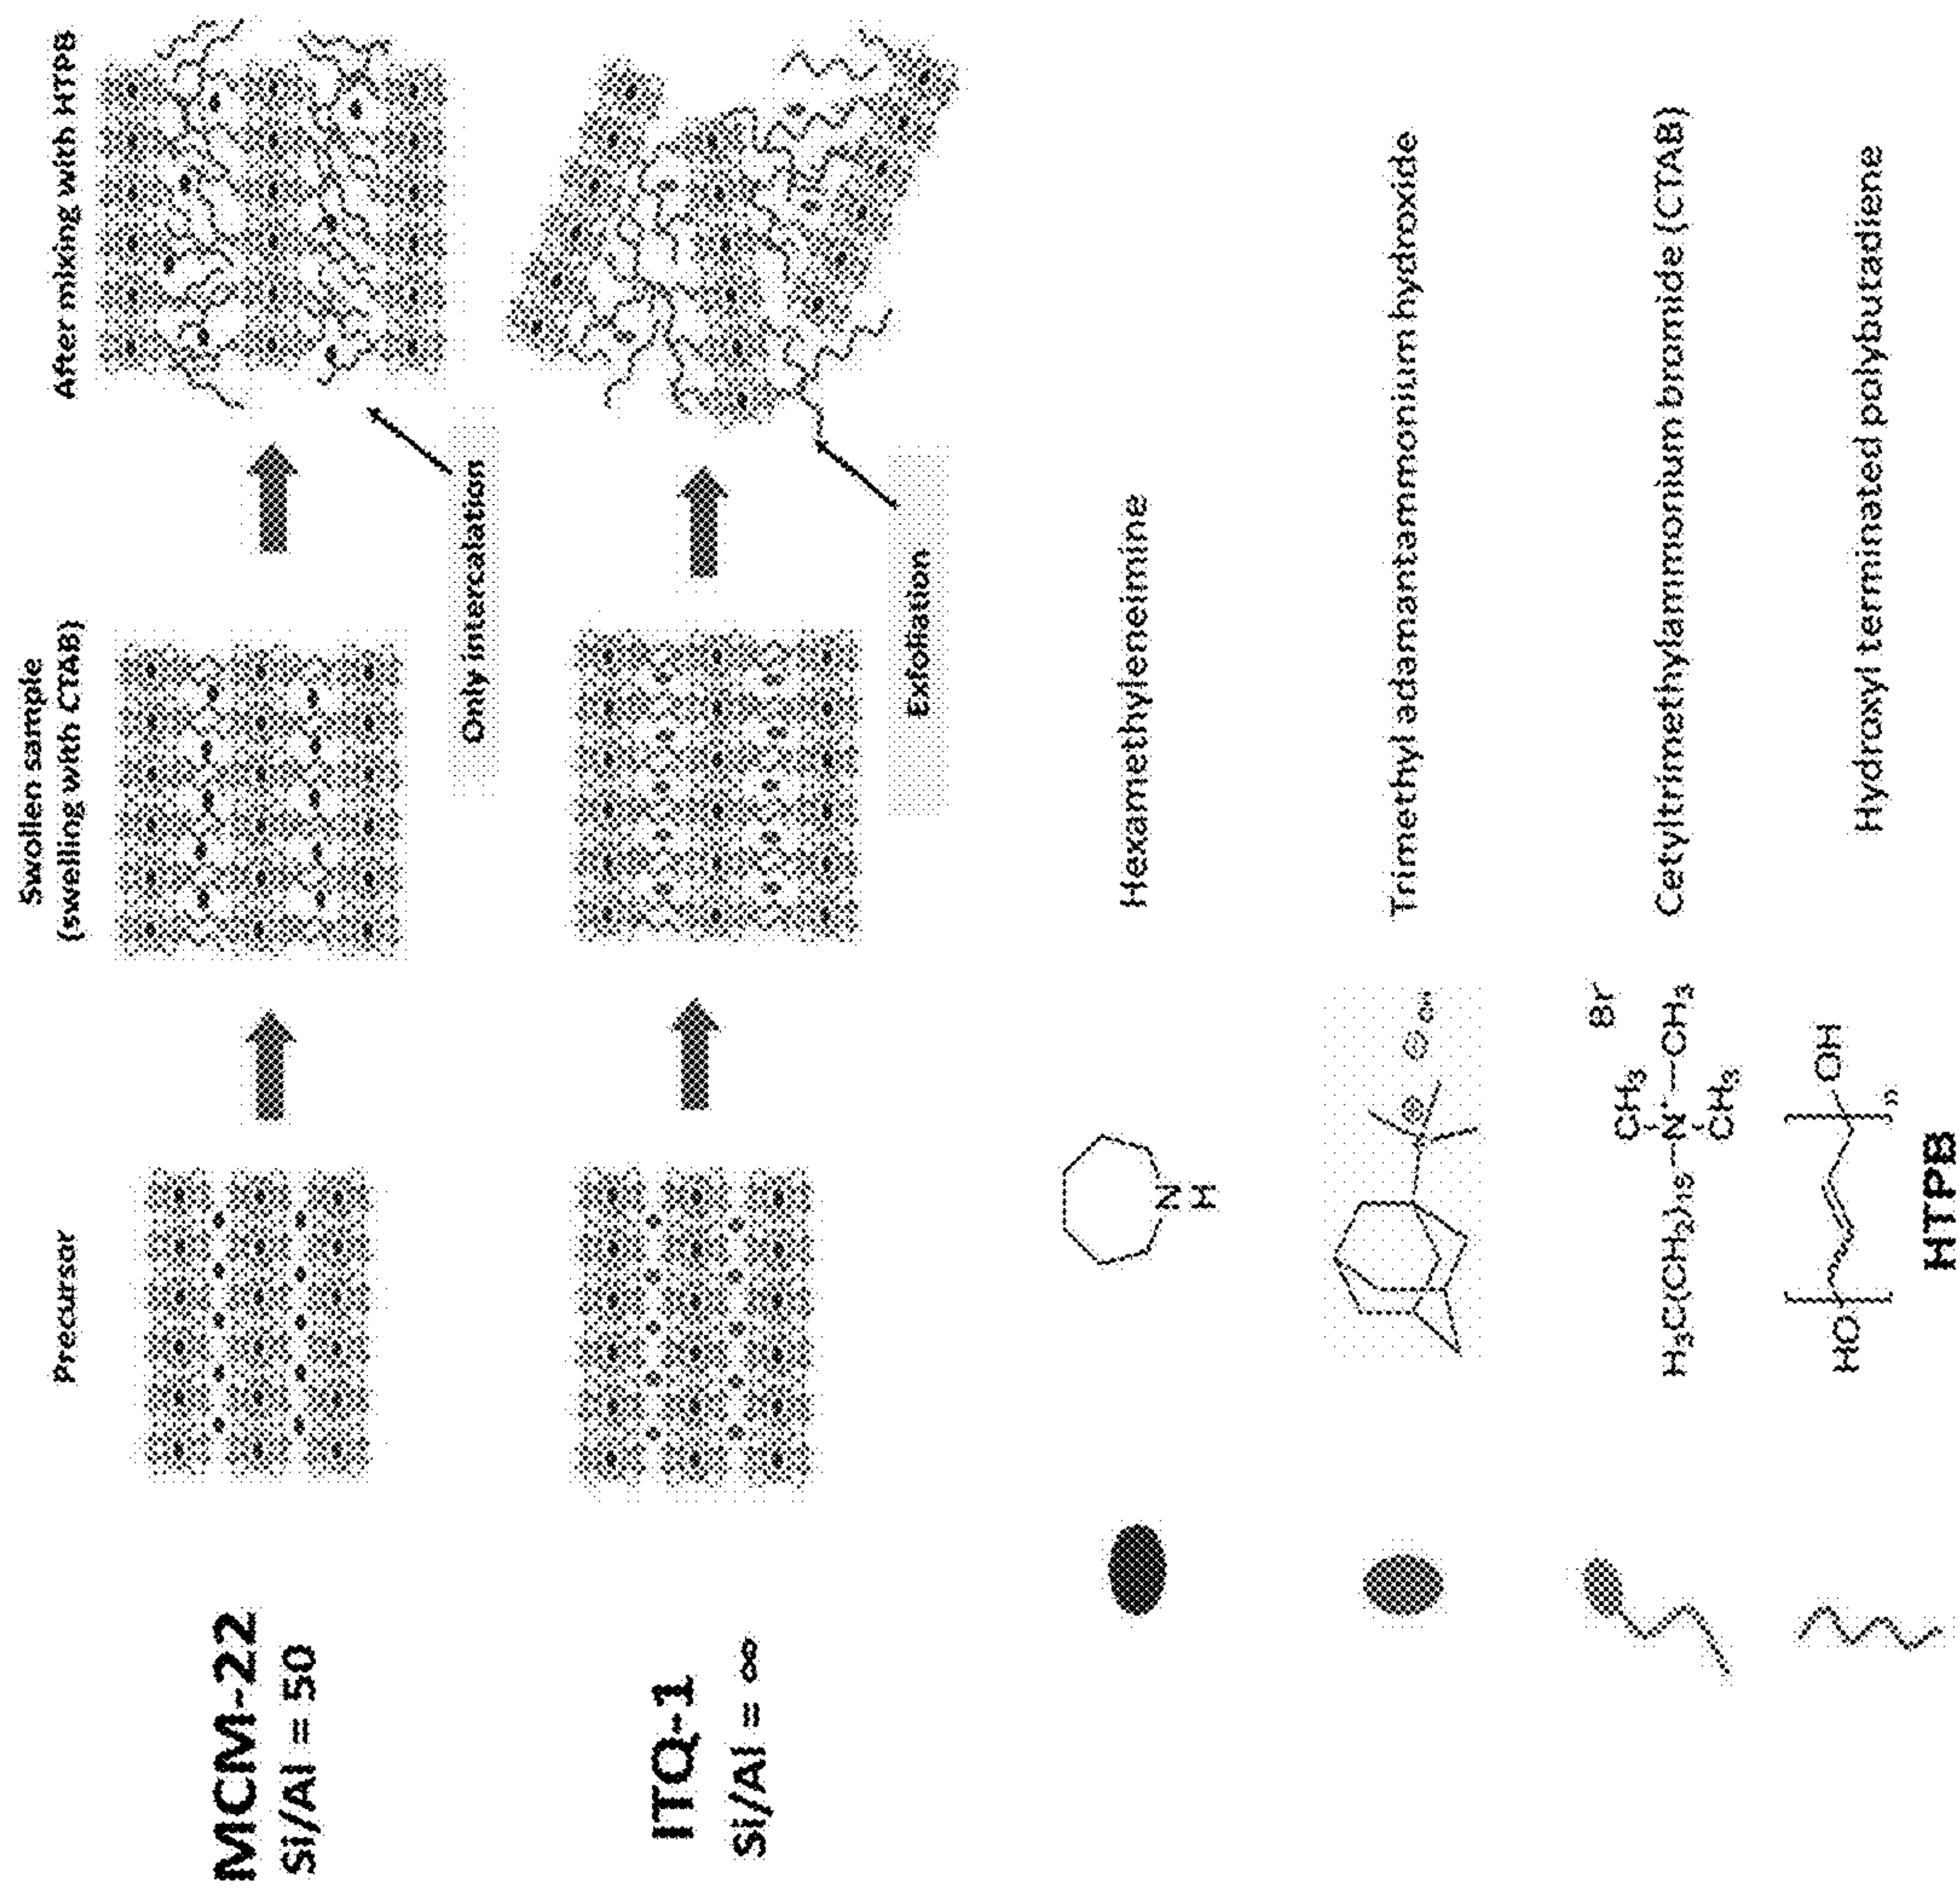 Precursor
Swollen sample
(swelling with CTAB)
After mixing with HTPB
MCM-22
Si/Al = 50
Only intercalation
ITQ-1
Si/Al = ∞
Exfoliation
N
H
Hexamethyleneimine
⊕ ⊖ OH
Trimethyl adamantammonium hydroxide
Br
CH3
H3C(CH2)15—N+—CH3
CH3
Cetyltrimethylammonium bromide (CTAB)
HO OH
n
Hydroxyl terminated polybutadiene
HTPB